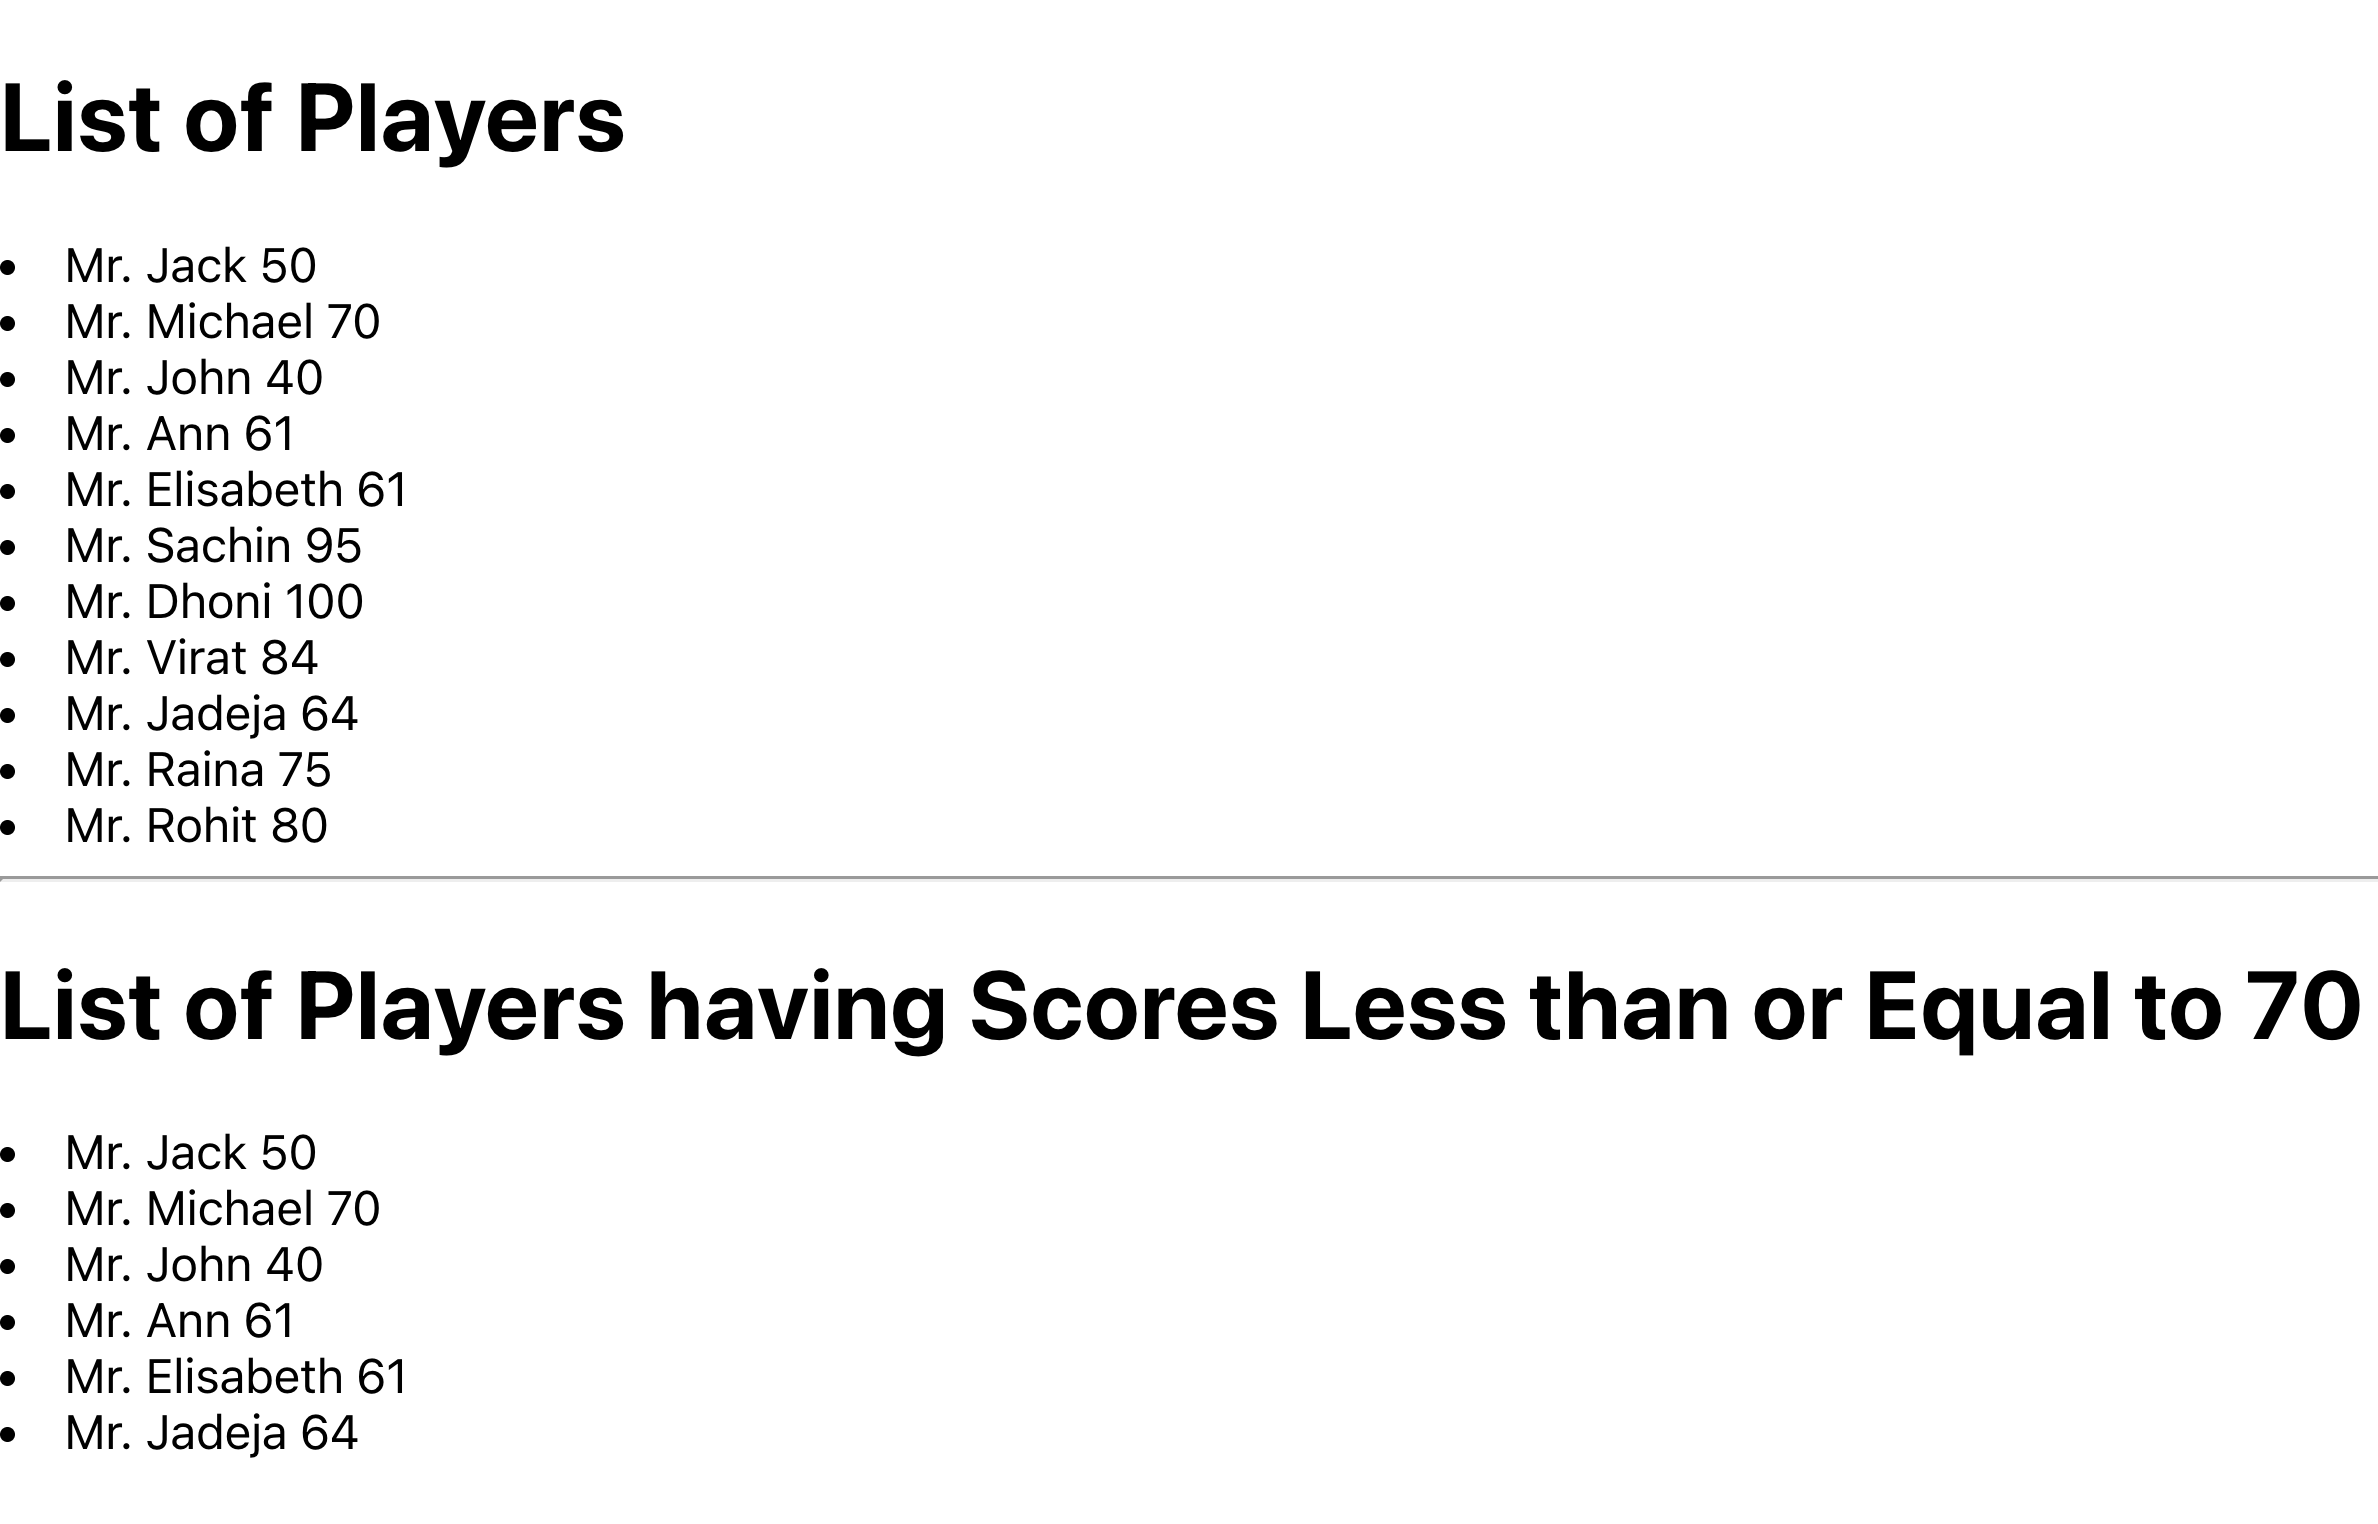 List of Players
• Mr. Jack 50
• Mr. Michael 70
• Mr. John 40
• Mr. Ann 61
• Mr. Elisabeth 61
• Mr. Sachin 95
• Mr. Dhoni 100
• Mr. Virat 84
• Mr. Jadeja 64
• Mr. Raina 75
• Mr. Rohit 80
List of Players having Scores Less than or Equal to 70
• Mr. Jack 50
• Mr. Michael 70
• Mr. John 40
• Mr. Ann 61
• Mr. Elisabeth 61
• Mr. Jadeja 64